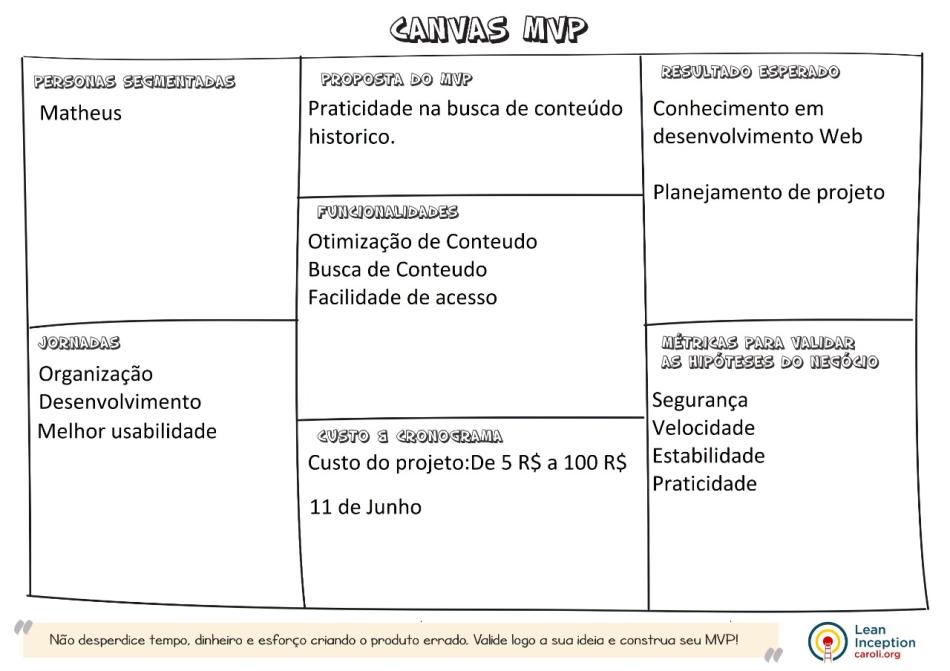 CANVAS MVP
PERSONAS SEGMENTADAS
Matheus
PROPOSTA DO MVP
Praticidade na busca de conteúdo
historico.
RESULTADO ESPERADO
Conhecimento em
desenvolvimento Web
Planejamento de projeto
FUNCIONALIDADES
Otimização de Conteudo
Busca de Conteudo
Facilidade de acesso
JORNADAS
Organização
Desenvolvimento
Melhor usabilidade
CUSTO & CRONOGRAMA
Custo do projeto:De 5 R$ a 100 R$
11 de Junho
MÉTRICAS PARA VALIDAR
AS HIPÓTESES DO NEGÓCIO
Segurança
Velocidade
Estabilidade
Praticidade
"Não desperdice tempo, dinheiro e esforço criando o produto errado. Valide logo a sua ideia e construa seu MVP!"
Lean
Inception
caroli.org